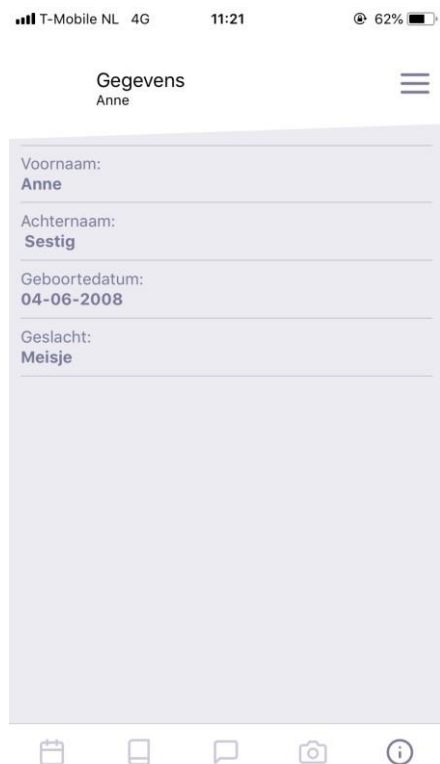 T-Mobile NL 4G 11:21 62%
Gegevens
Anne
Voornaam:
Anne
Achternaam:
Sestig
Geboortedatum:
04-06-2008
Geslacht:
Meisje